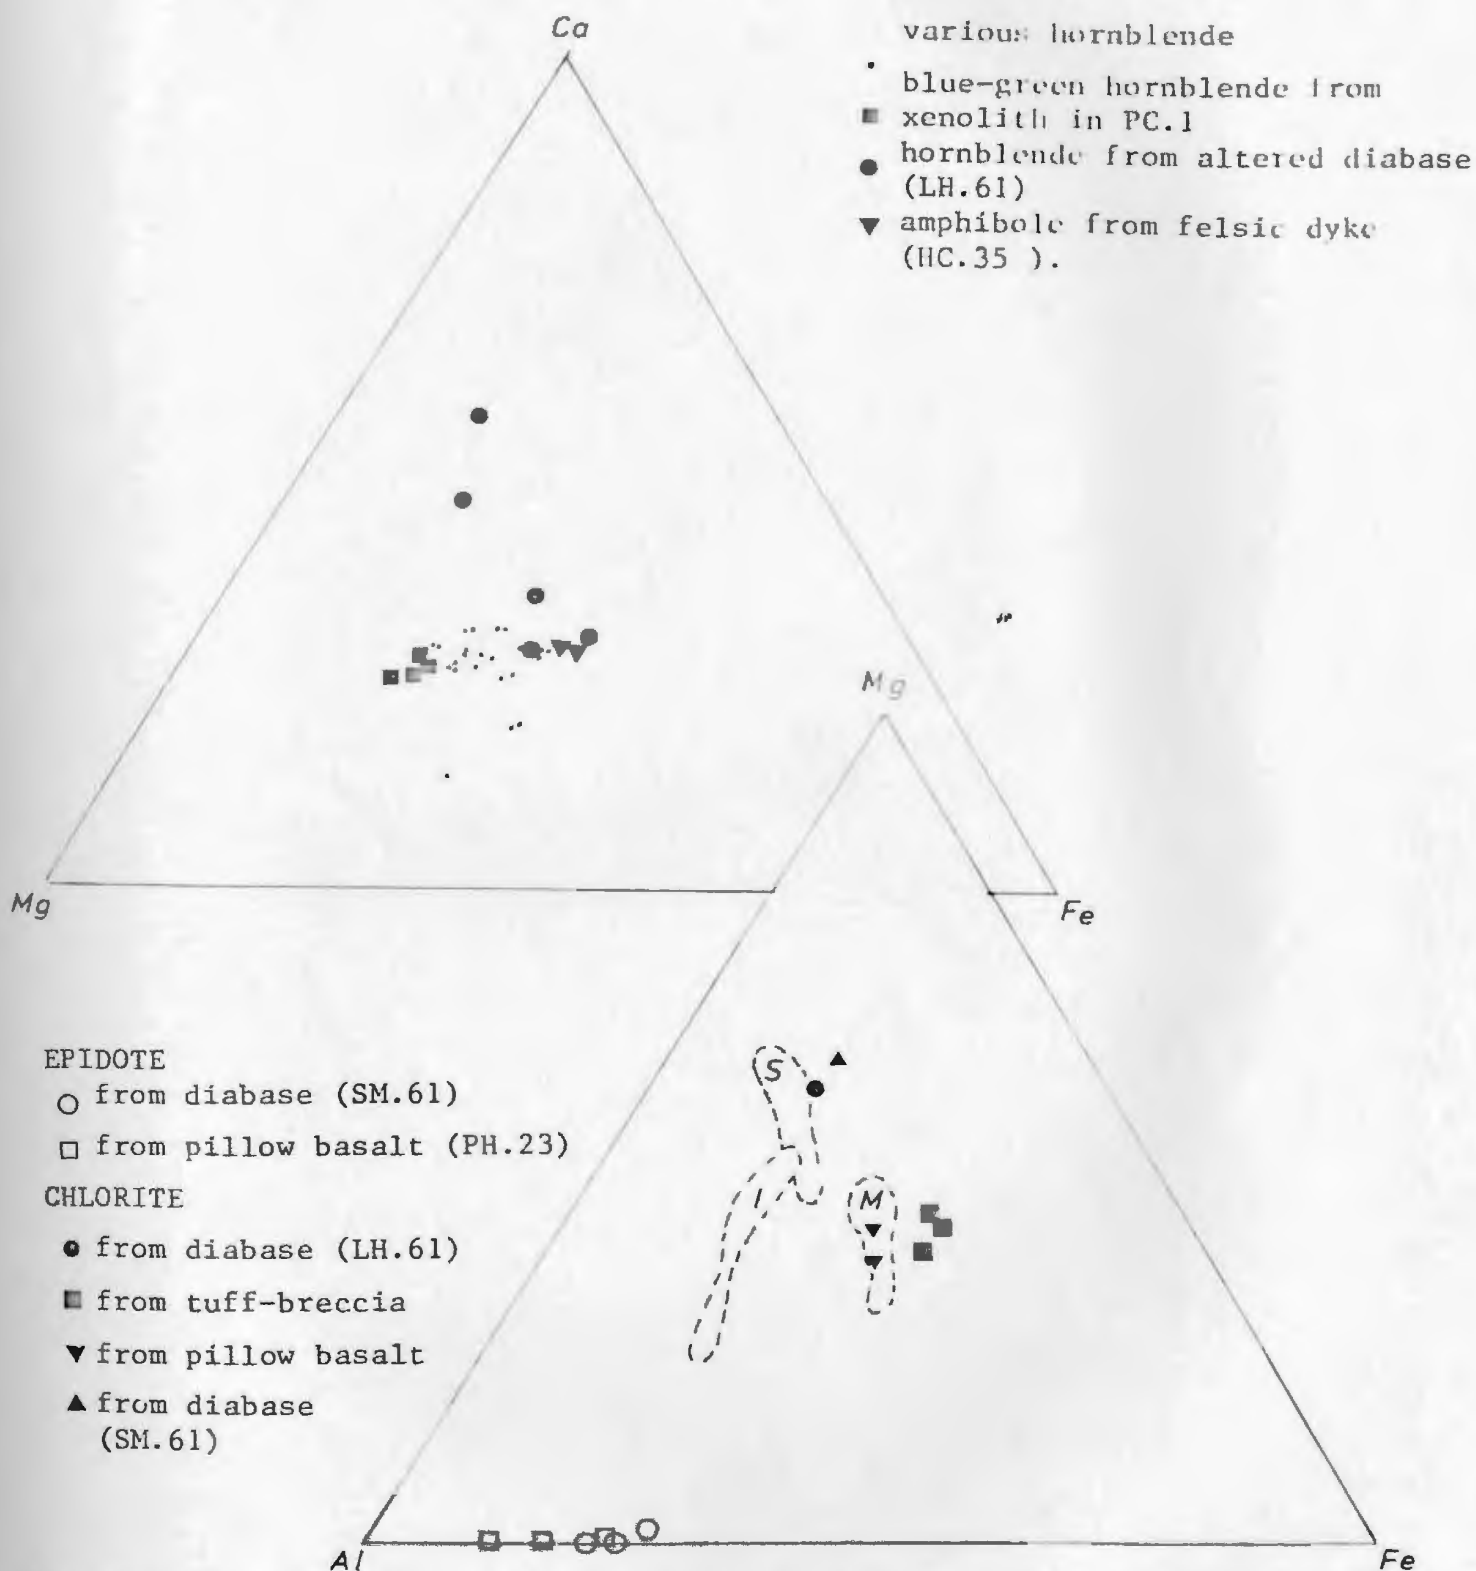 Ca
various hornblende
blue-green hornblende from
xenolith in PC.1
hornblende from altered diabase
(LH.61)
amphibole from felsic dyke
(HC.35 ).
Mg
Fe
Mg
S
I
M
Al
Fe
EPIDOTE
from diabase (SM.61)
from pillow basalt (PH.23)
CHLORITE
from diabase (LH.61)
from tuff-breccia
from pillow basalt
from diabase
(SM.61)